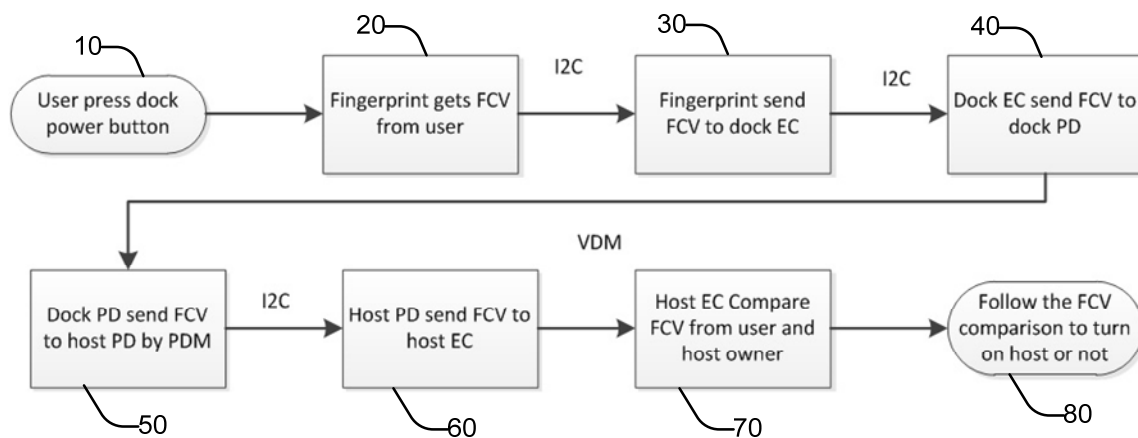 10
User press dock
power button
20
Fingerprint gets FCV
from user
I2C
30
Fingerprint send
FCV to dock EC
I2C
40
Dock EC send FCV to
dock PD
VDM
Dock PD send FCV
to host PD by PDM
50
I2C
Host PD send FCV to
host EC
60
Host EC Compare
FCV from user and
host owner
70
Follow the FCV
comparison to turn
on host or not
80